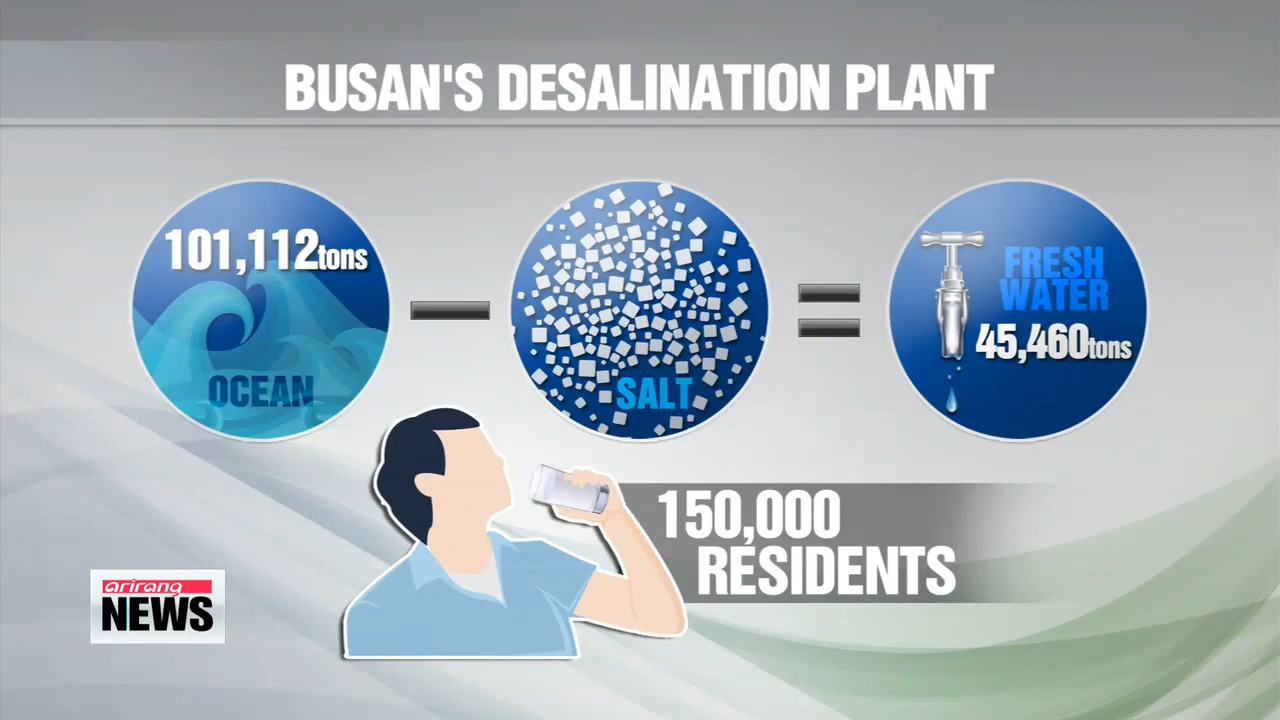 BUSAN'S DESALINATION PLANT
101,112tons
OCEAN
SALT
FRESH
WATER
45,460tons
150,000
RESIDENTS
arirang
NEWS